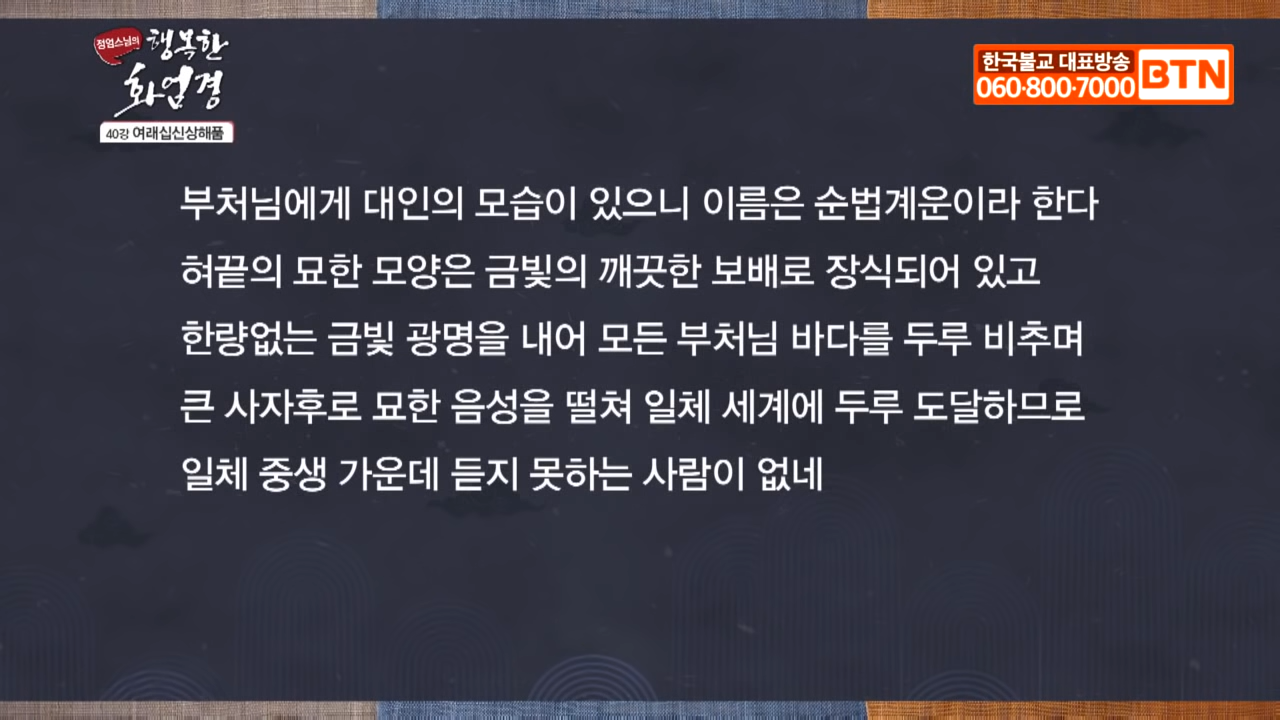 정엄스님의
행복한
화엄경
40강 여래십신상해품
한국불교 대표방송
060·800·7000
BTN
부처님에게 대인의 모습이 있으니 이름은 순법계운이라 한다
혀끝의 묘한 모양은 금빛의 깨끗한 보배로 장식되어 있고
한량없는 금빛 광명을 내어 모든 부처님 바다를 두루 비추며
큰 사자후로 묘한 음성을 떨쳐 일체 세계에 두루 도달하므로
일체 중생 가운데 듣지 못하는 사람이 없네